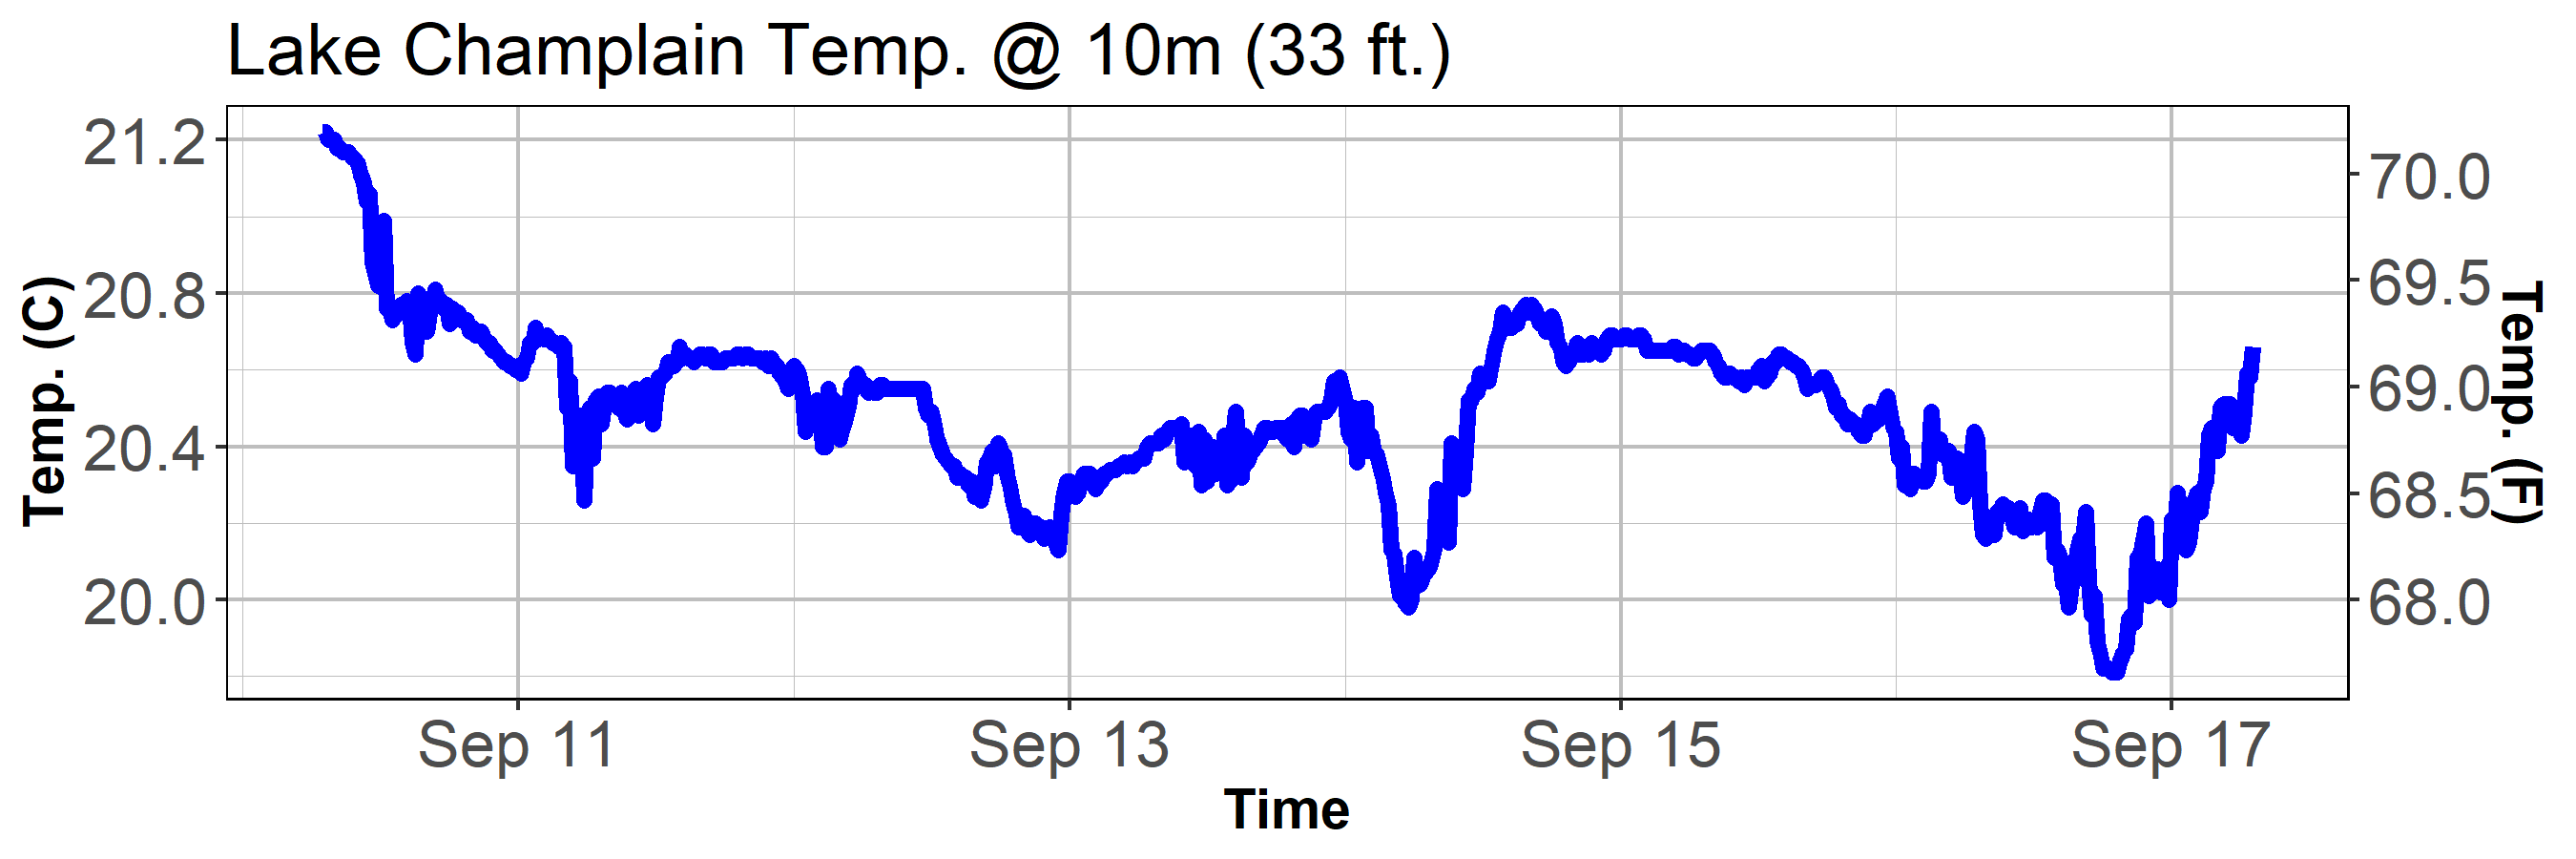 Lake Champlain Temp. @ 10m (33 ft.)
Temp. (C)
21.2
20.8
20.4
20.0
70.0
69.5
69.0
68.5
68.0
Temp. (F)
Sep 11 Sep 13 Sep 15 Sep 17
Time